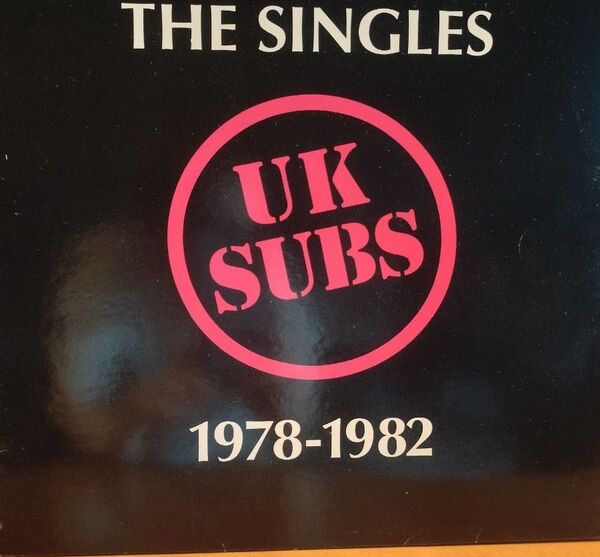 THE SINGLES
UK
SUBS
1978-1982